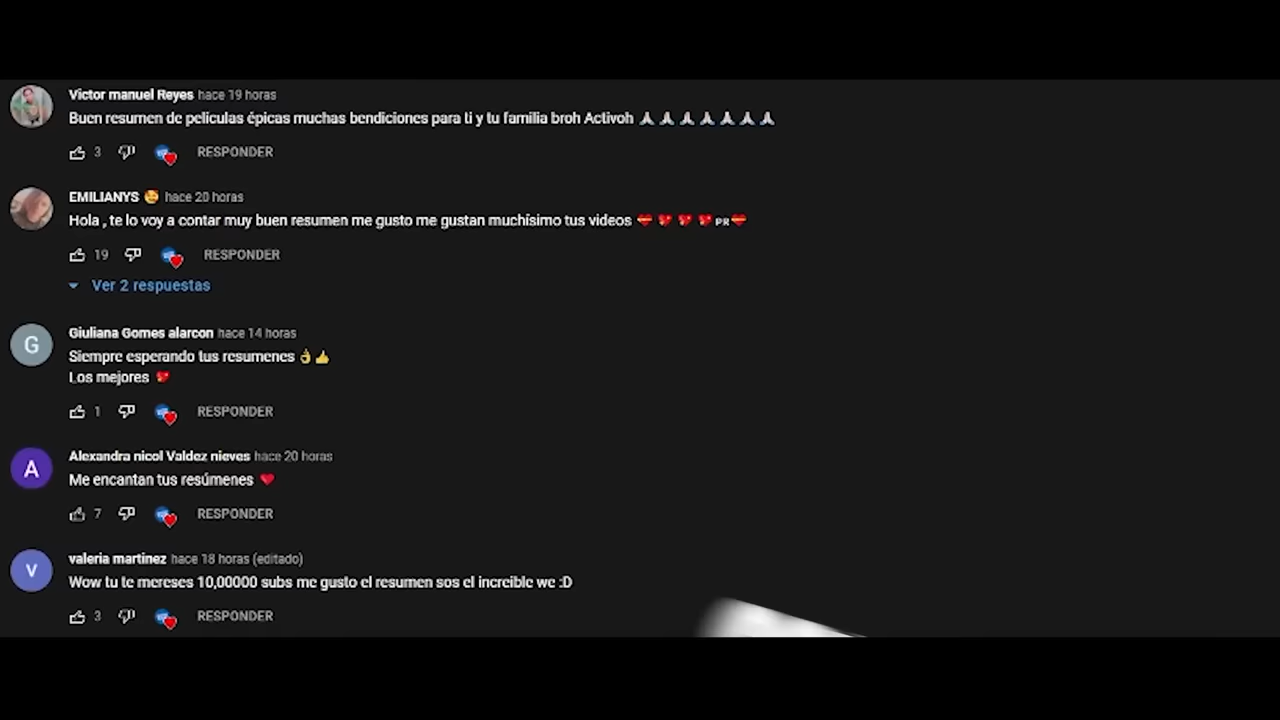 Victor manuel Reyes hace 19 horas
Buen resumen de peliculas épicas muchas bendiciones para ti y tu familia broh Activoh 🙏🙏🙏🙏🙏🙏🙏
3 RESPONDER
EMILIANYS 🥰 hace 20 horas
Hola , te lo voy a contar muy buen resumen me gusto me gustan muchísimo tus videos 💝💖💖💖🇵🇷💝
19 RESPONDER
Ver 2 respuestas
G
Giuliana Gomes alarcon hace 14 horas
Siempre esperando tus resumenes 👌👍
Los mejores 💖
1 RESPONDER
A
Alexandra nicol Valdez nieves hace 20 horas
Me encantan tus resúmenes ❤️
7 RESPONDER
v
valeria martinez hace 18 horas (editado)
Wow tu te mereses 10,00000 subs me gusto el resumen sos el increible we :D
3 RESPONDER